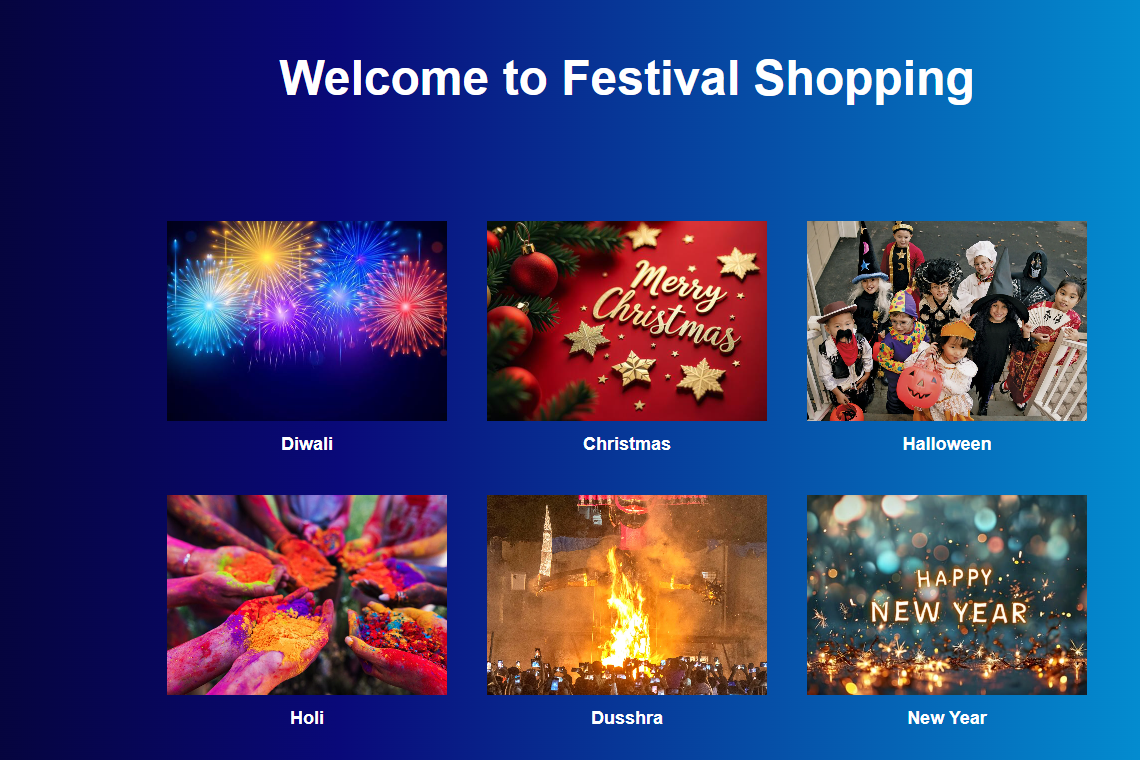 Welcome to Festival Shopping
Merry
Christmas
Diwali
Christmas
Halloween
HAPPY
NEW YEAR
Holi
Dusshra
New Year